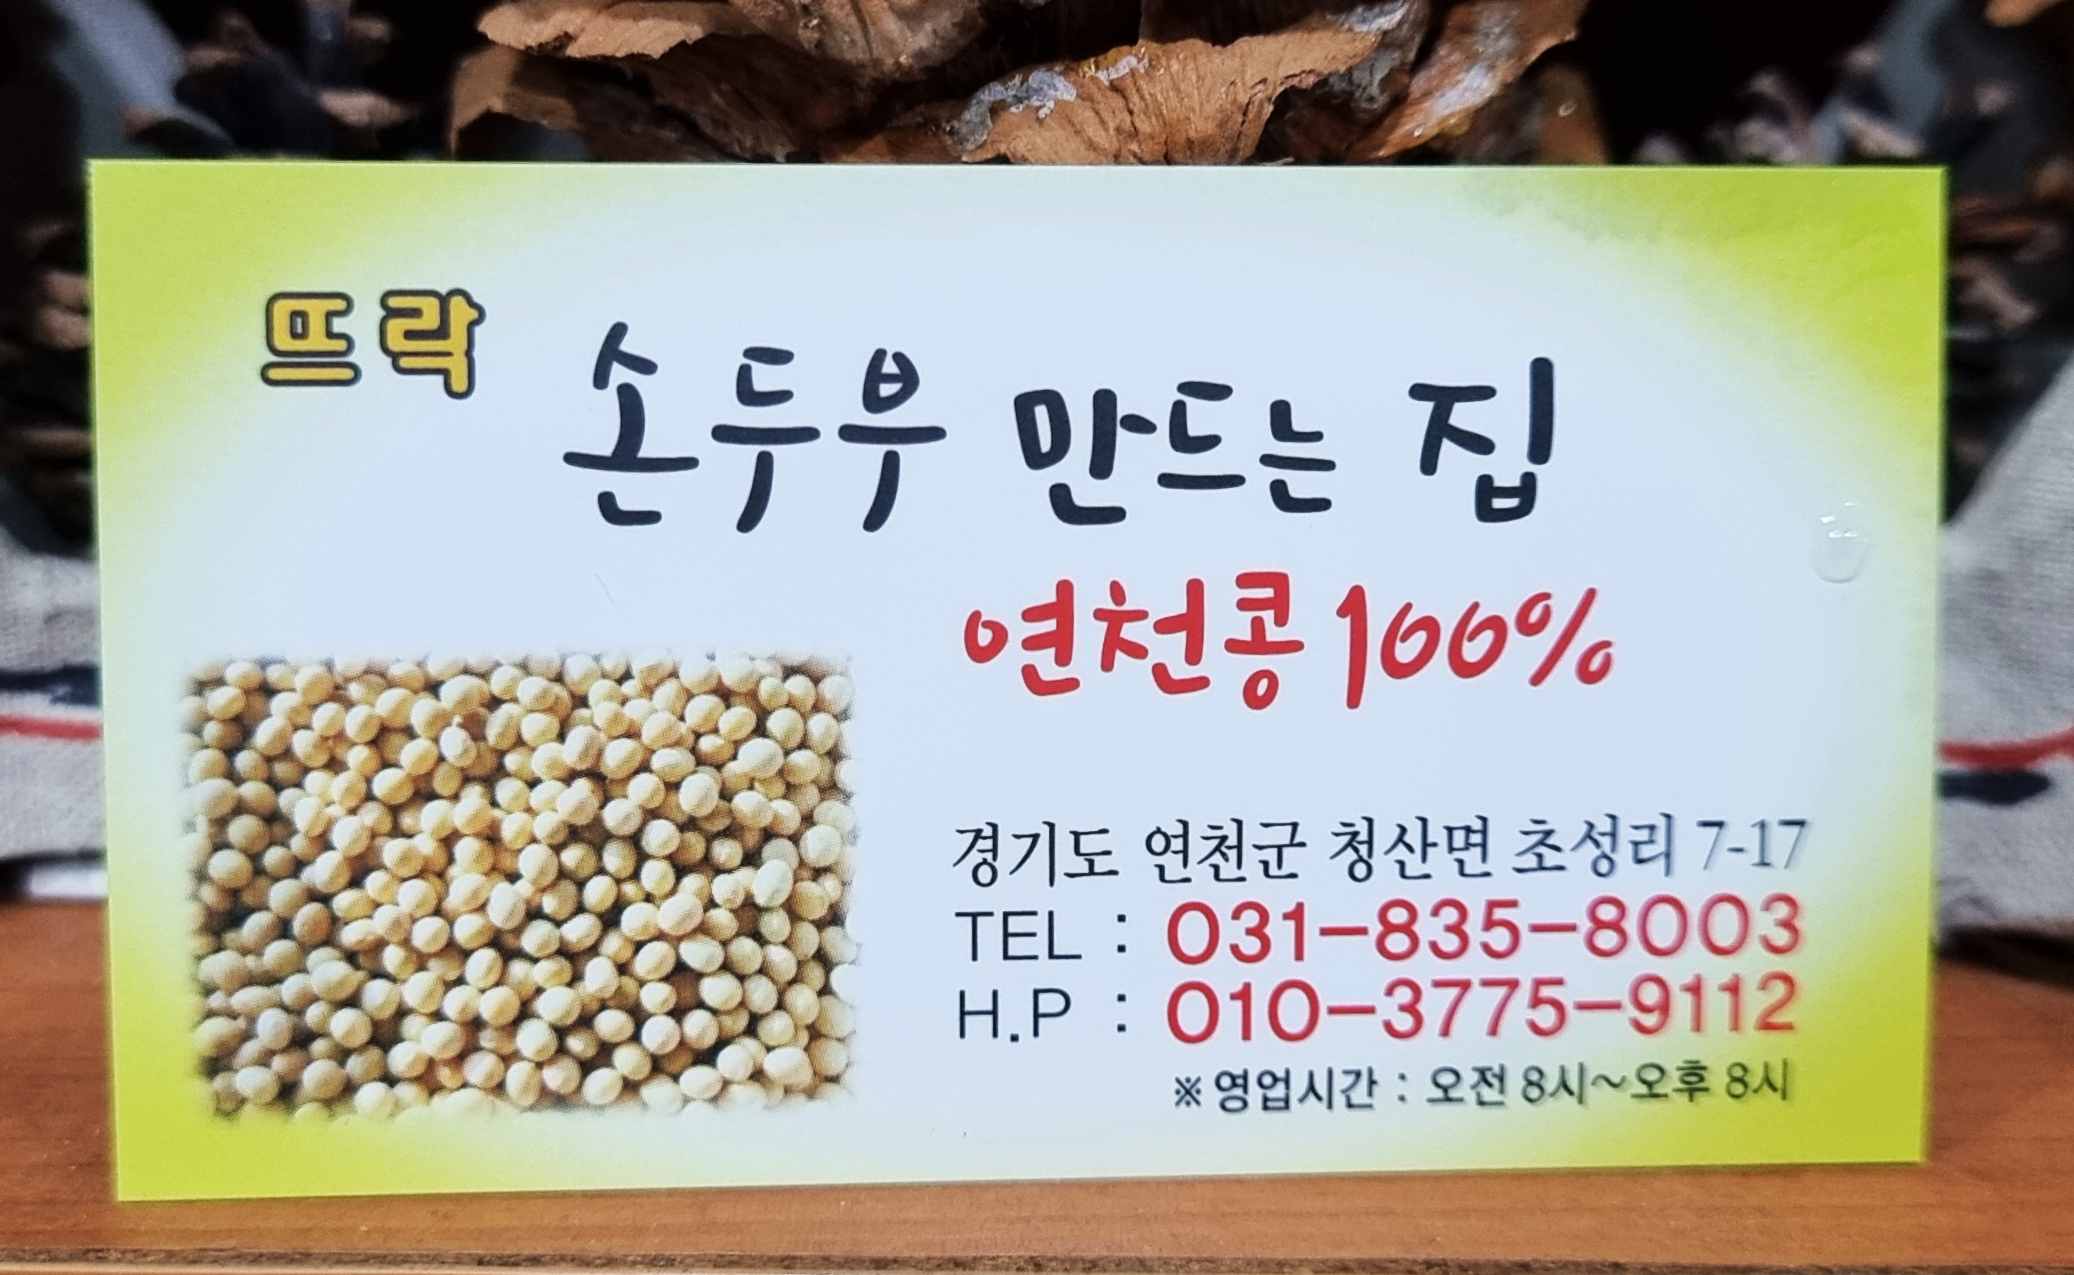 뜨락
손두부 만드는 집
연천콩 100%
경기도 연천군 청산면 초성리 7-17
TEL : 031-835-8003
H.P : 010-3775-9112
※ 영업시간 : 오전 8시~오후 8시